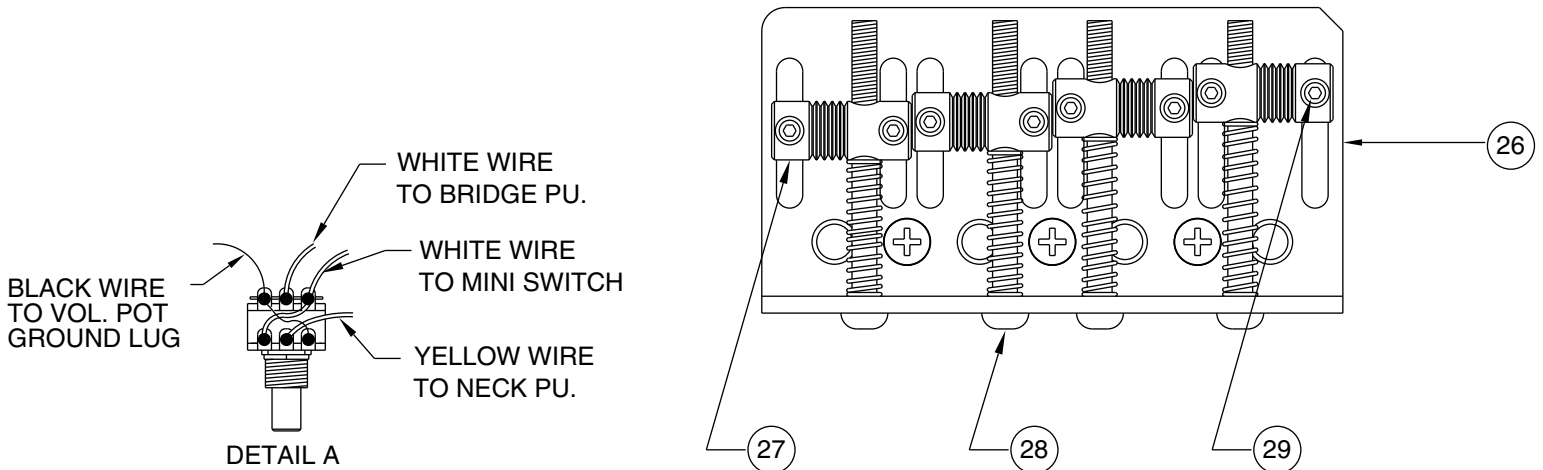 WHITE WIRE
TO BRIDGE PU.
WHITE WIRE
TO MINI SWITCH
BLACK WIRE
TO VOL. POT
GROUND LUG
YELLOW WIRE
TO NECK PU.
DETAIL A
26
27
28
29